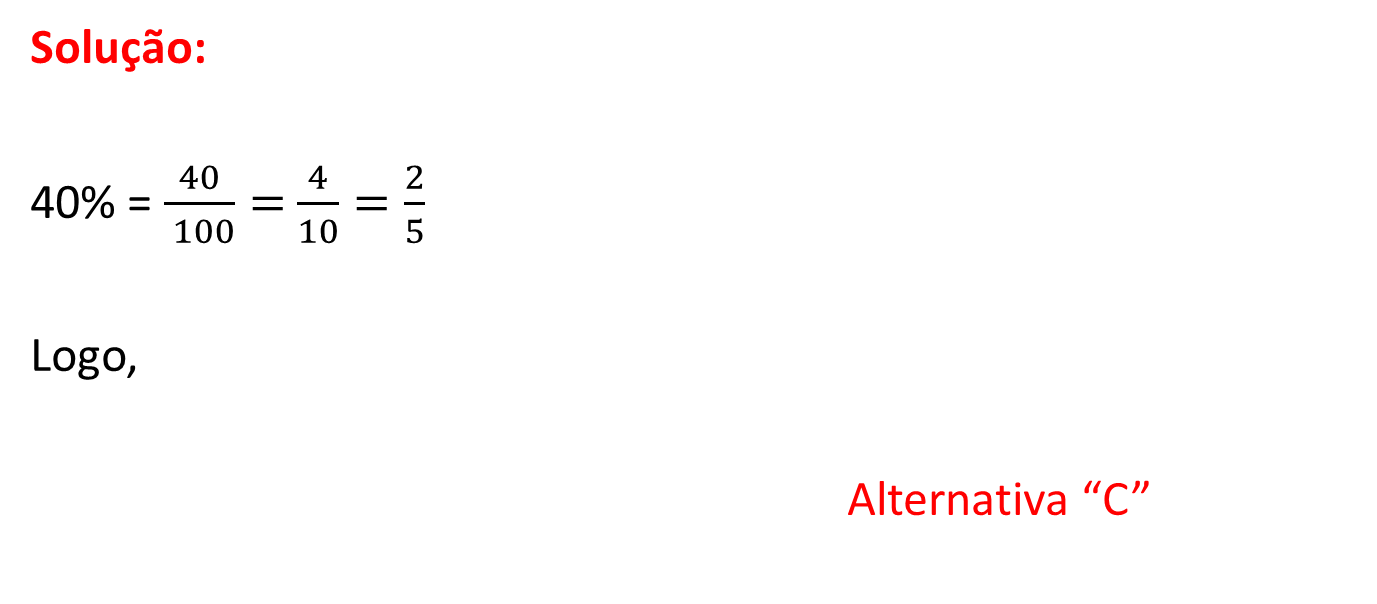 Solução:
40% = 40/100 = 4/10 = 2/5
Logo,
Alternativa “C”